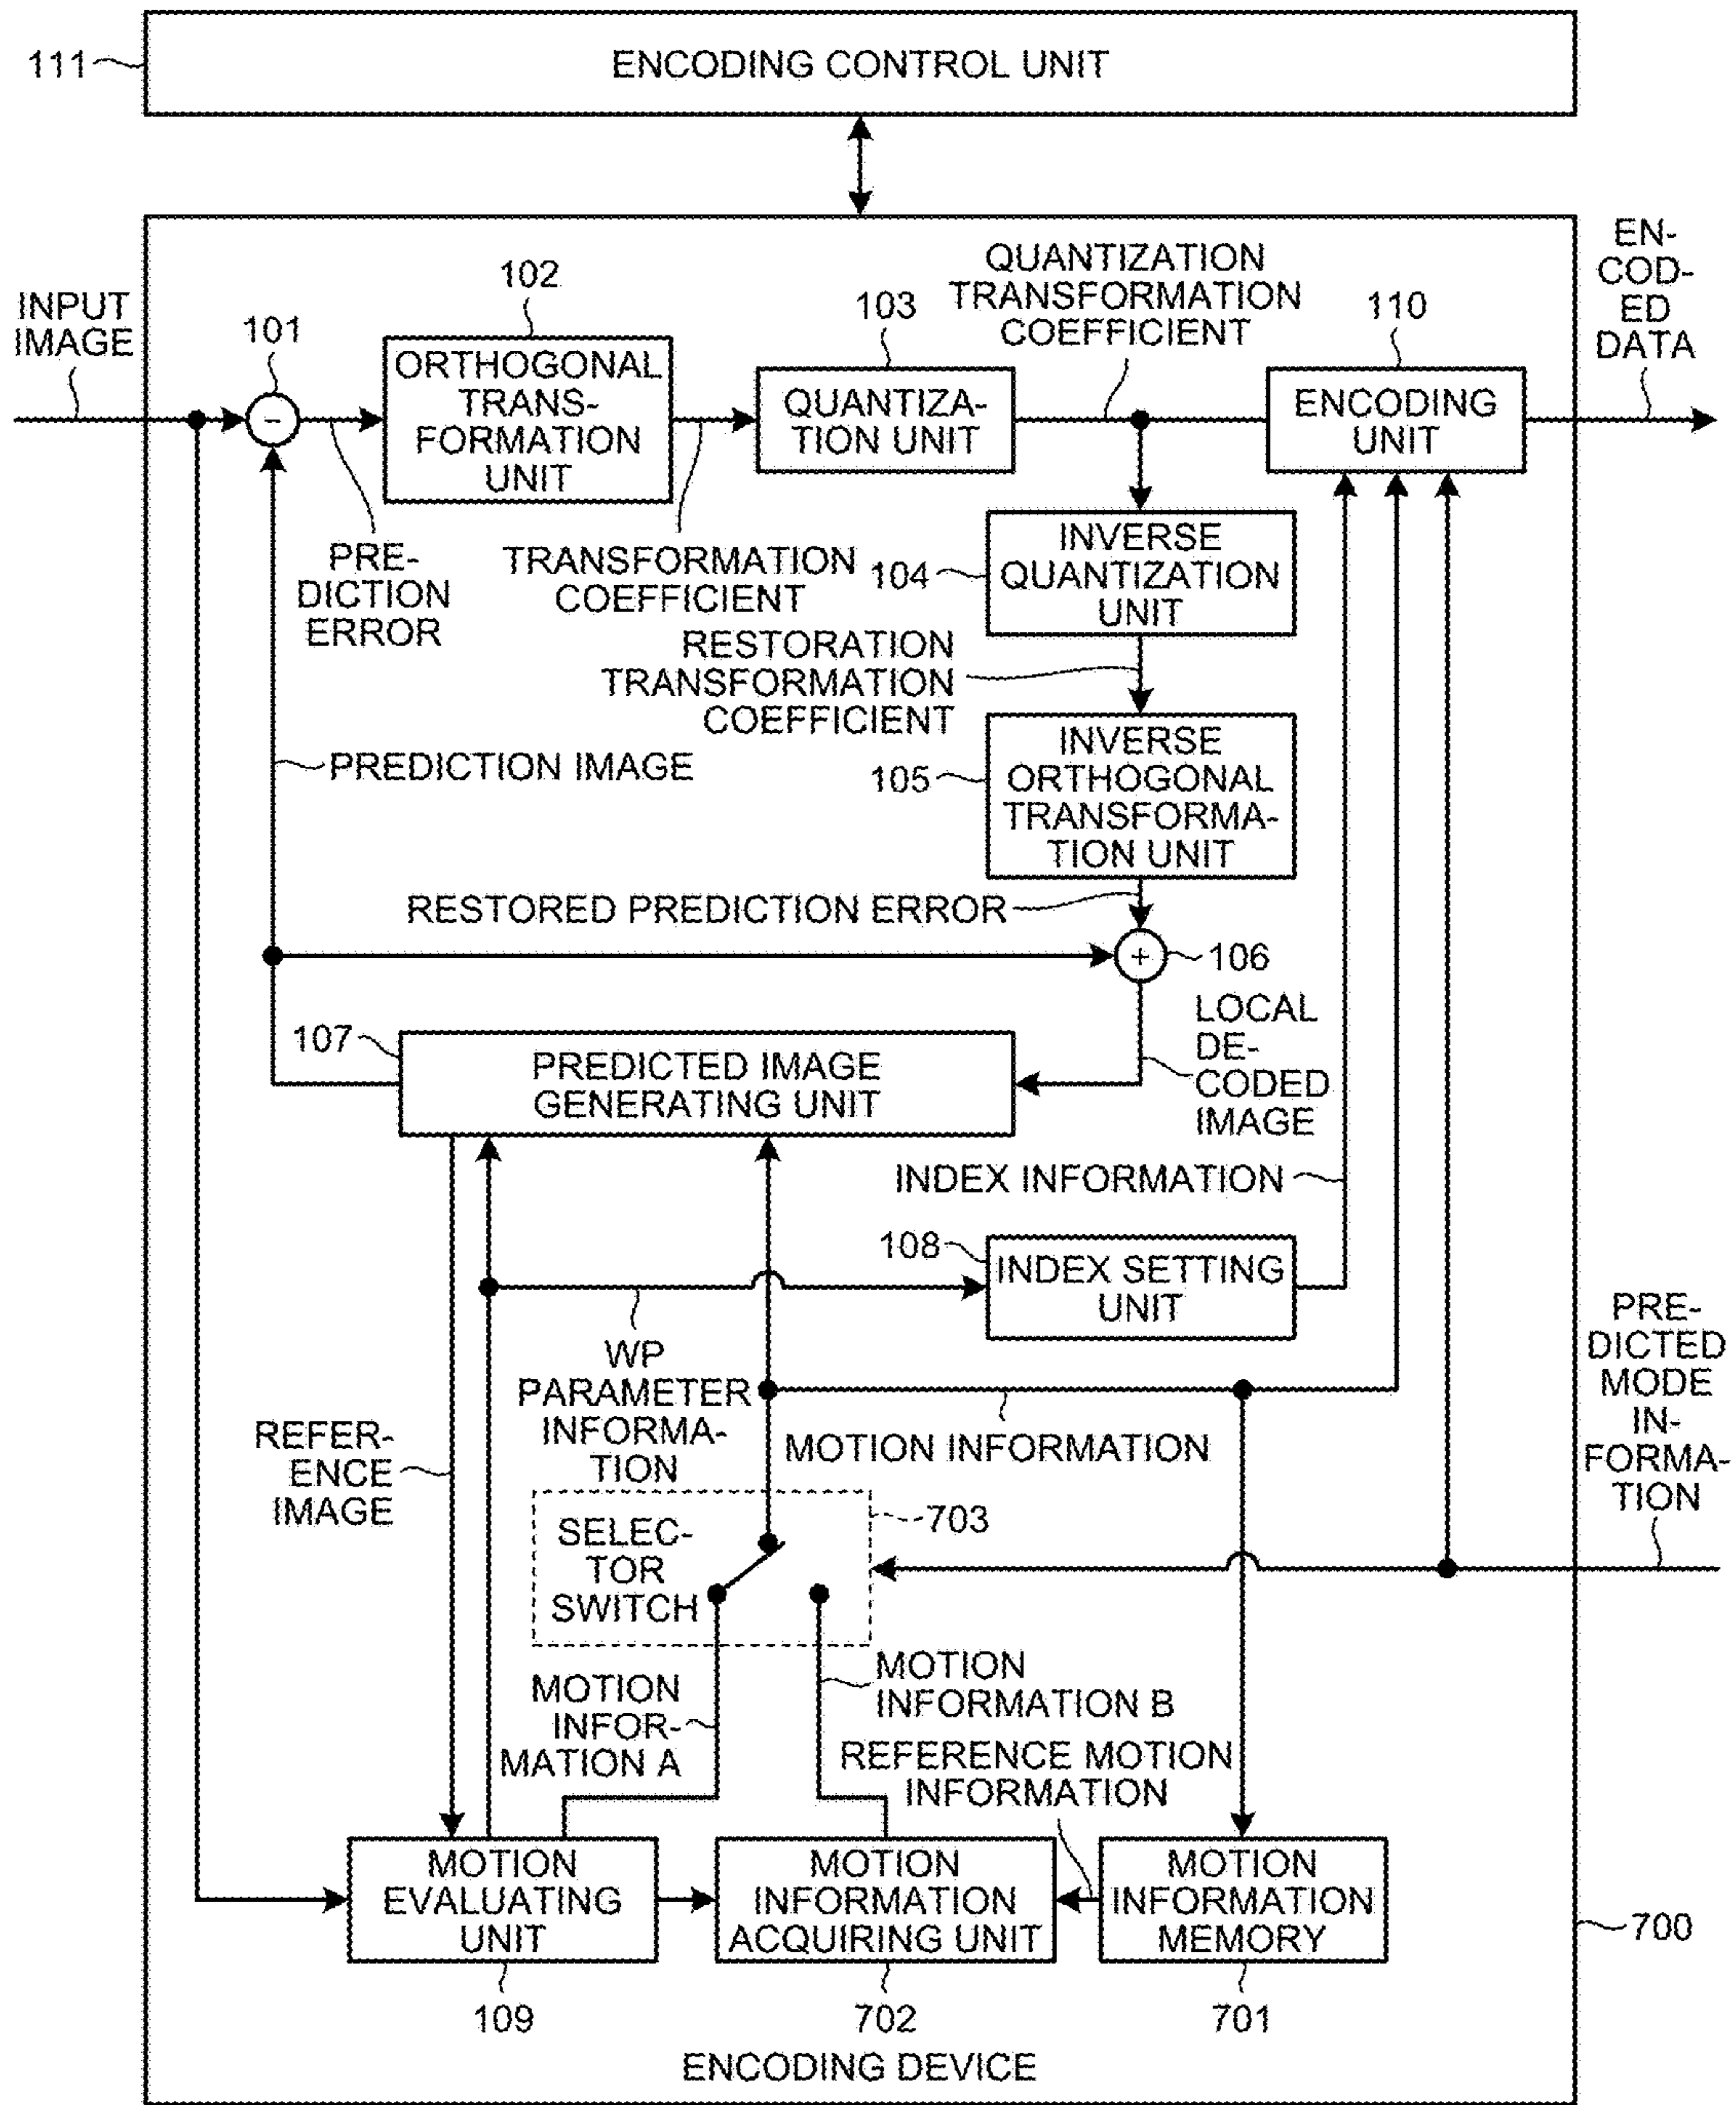 111
ENCODING CONTROL UNIT
INPUT
IMAGE
101
102
ORTHOGONAL
TRANS-
FORMATION
UNIT
103
QUANTIZA-
TION UNIT
QUANTIZATION
TRANSFORMATION
COEFFICIENT
110
ENCODING
UNIT
EN-
COD-
ED
DATA
-
PRE-
DICTION
ERROR
TRANSFORMATION
COEFFICIENT
104
INVERSE
QUANTIZATION
UNIT
RESTORATION
TRANSFORMATION
COEFFICIENT
PREDICTION IMAGE
105
INVERSE
ORTHOGONAL
TRANSFORMA-
TION UNIT
RESTORED PREDICTION ERROR
+
106
107
PREDICTED IMAGE
GENERATING UNIT
LOCAL
DE-
CODED
IMAGE
INDEX INFORMATION
108
INDEX SETTING
UNIT
WP
PARAMETER
INFORMA-
TION
MOTION INFORMATION
PRE-
DICTED
MODE
IN-
FORMA-
TION
REFER-
ENCE
IMAGE
SELEC-
TOR
SWITCH
703
MOTION
INFOR-
MATION A
MOTION
INFORMATION B
REFERENCE MOTION
INFORMATION
MOTION
EVALUATING
UNIT
109
MOTION
INFORMATION
ACQUIRING UNIT
702
MOTION
INFORMATION
MEMORY
701
700
ENCODING DEVICE